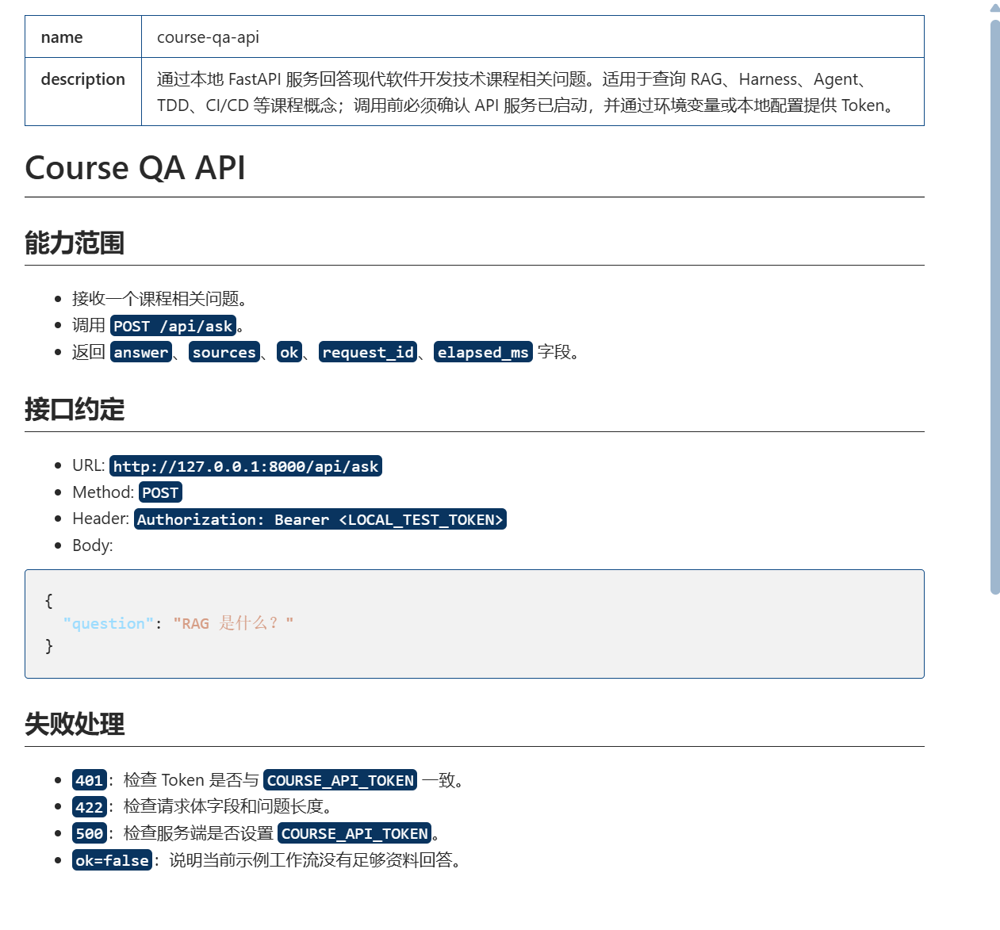 name
course-qa-api
description
通过本地 FastAPI 服务回答现代软件开发技术课程相关问题。适用于查询 RAG、Harness、Agent、
TDD、CI/CD 等课程概念；调用前必须确认 API 服务已启动，并通过环境变量或本地配置提供 Token。
Course QA API
能力范围
接收一个课程相关问题。
调用 POST /api/ask。
返回 answer、sources、ok、request_id、elapsed_ms 字段。
接口约定
URL: http://127.0.0.1:8000/api/ask
Method: POST
Header: Authorization: Bearer <LOCAL_TEST_TOKEN>
Body:
{
"question": "RAG 是什么？"
}
失败处理
401：检查 Token 是否与 COURSE_API_TOKEN 一致。
422：检查请求体字段和问题长度。
500：检查服务端是否设置 COURSE_API_TOKEN。
ok=false：说明当前示例工作流没有足够资料回答。